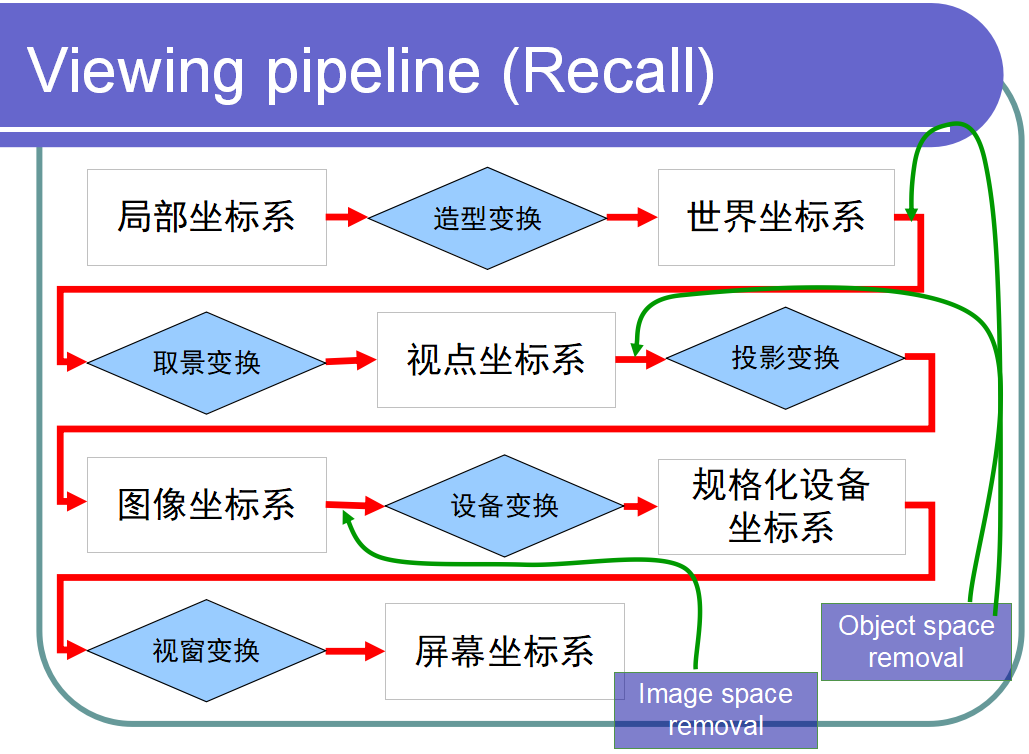 Viewing pipeline (Recall)
局部坐标系
造型变换
世界坐标系
取景变换
视点坐标系
投影变换
图像坐标系
设备变换
规格化设备
坐标系
视窗变换
屏幕坐标系
Object space
removal
Image space
removal